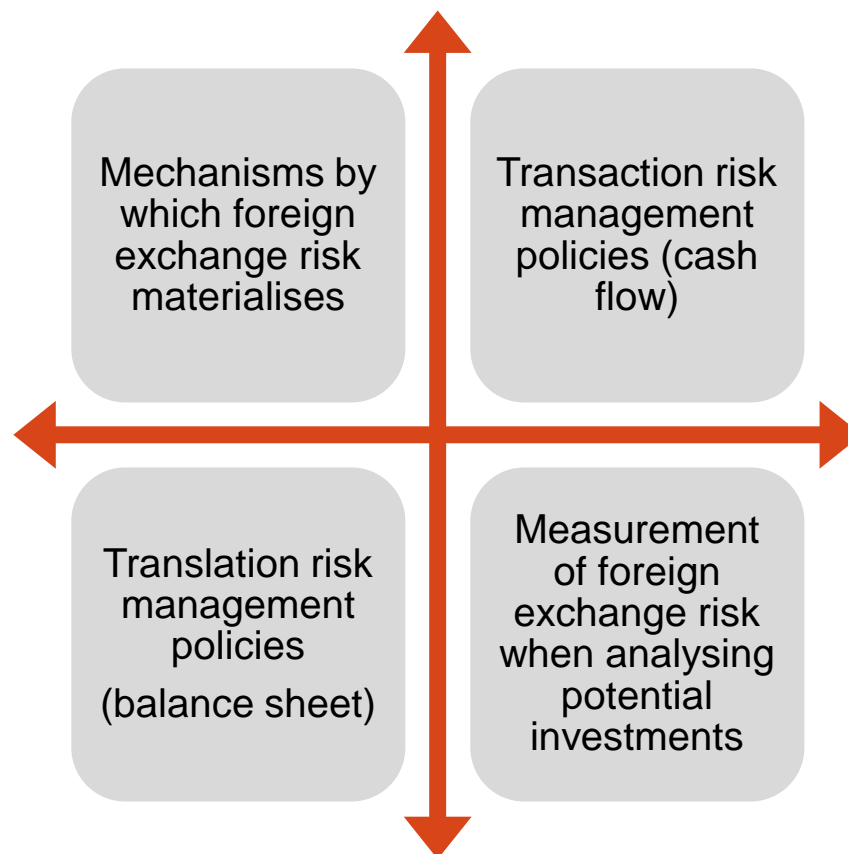 Mechanisms by
which foreign
exchange risk
materialises
Transaction risk
management
policies (cash
flow)
Translation risk
management
policies
(balance sheet)
Measurement
of foreign
exchange risk
when analysing
potential
investments